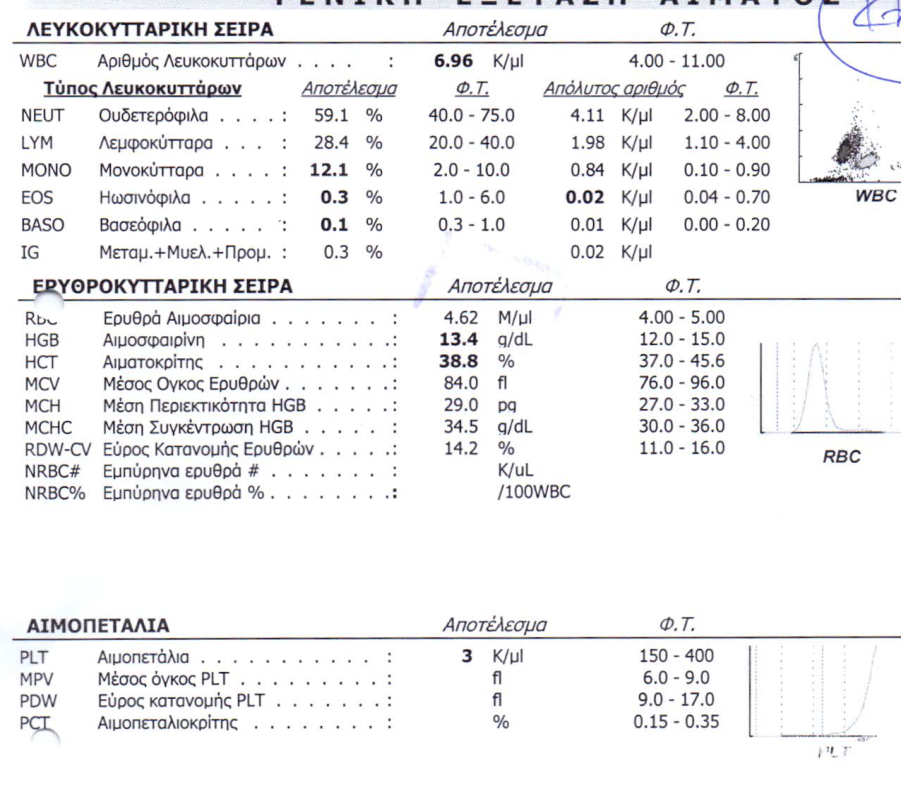 ΓΕΝΙΚΗ ΕΞΕΤΑΣΗ ΑΙΜΑΤΟΣ
ΛΕΥΚΟΚΥΤΤΑΡΙΚΗ ΣΕΙΡΑ Αποτέλεσμα Φ.Τ.
WBC Αριθμός Λευκοκυττάρων . . . . : 6.96 K/μl 4.00 - 11.00
Τύπος Λευκοκυττάρων Αποτέλεσμα Φ.Τ. Απόλυτος αριθμός Φ.Τ.
NEUT Ουδετερόφιλα . . . . : 59.1 % 40.0 - 75.0 4.11 K/μl 2.00 - 8.00
LYM Λεμφοκύτταρα . . . : 28.4 % 20.0 - 40.0 1.98 K/μl 1.10 - 4.00
MONO Μονοκύτταρα . . . . : 12.1 % 2.0 - 10.0 0.84 K/μl 0.10 - 0.90
EOS Ηωσινόφιλα . . . . . : 0.3 % 1.0 - 6.0 0.02 K/μl 0.04 - 0.70
WBC
BASO Βασεόφιλα . . . . . : 0.1 % 0.3 - 1.0 0.01 K/μl 0.00 - 0.20
IG Μεταμ.+Μυελ.+Προμ. : 0.3 % 0.02 K/μl
ΕΡΥΘΡΟΚΥΤΤΑΡΙΚΗ ΣΕΙΡΑ Αποτέλεσμα Φ.Τ.
RBC Ερυθρά Αιμοσφαίρια . . . . . . . : 4.62 M/μl 4.00 - 5.00
HGB Αιμοσφαιρίνη . . . . . . . . . . .: 13.4 g/dL 12.0 - 15.0
HCT Αιματοκρίτης . . . . . . . . . . .: 38.8 % 37.0 - 45.6
MCV Μέσος Ογκος Ερυθρών . . . . . . .: 84.0 fl 76.0 - 96.0
MCH Μέση Περιεκτικότητα HGB . . . . .: 29.0 pg 27.0 - 33.0
MCHC Μέση Συγκέντρωση HGB . . . . . : 34.5 g/dL 30.0 - 36.0
RDW-CV Εύρος Κατανομής Ερυθρών . . . . .: 14.2 % 11.0 - 16.0
RBC
NRBC# Εμπύρηνα ερυθρά # . . . . . . . : K/uL
NRBC% Εμπύρηνα ερυθρά % . . . . . . . .: /100WBC
ΑΙΜΟΠΕΤΑΛΙΑ Αποτέλεσμα Φ.Τ.
PLT Αιμοπετάλια . . . . . . . . . . . : 3 K/μl 150 - 400
MPV Μέσος όγκος PLT . . . . . . . . . : fl 6.0 - 9.0
PDW Εύρος κατανομής PLT . . . . . . . : fl 9.0 - 17.0
PCT Αιμοπεταλιοκρίτης . . . . . . . . : % 0.15 - 0.35
PLT